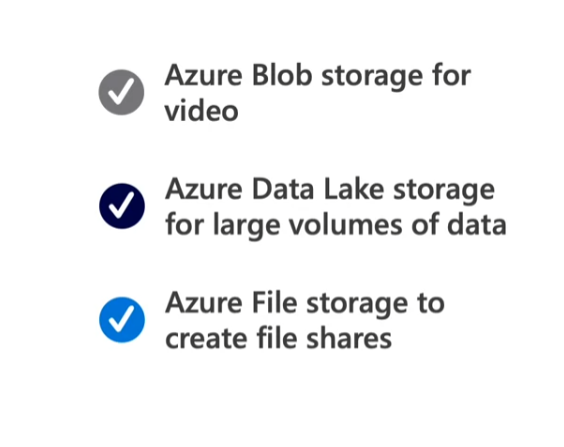 Azure Blob storage for
video
Azure Data Lake storage
for large volumes of data
Azure File storage to
create file shares